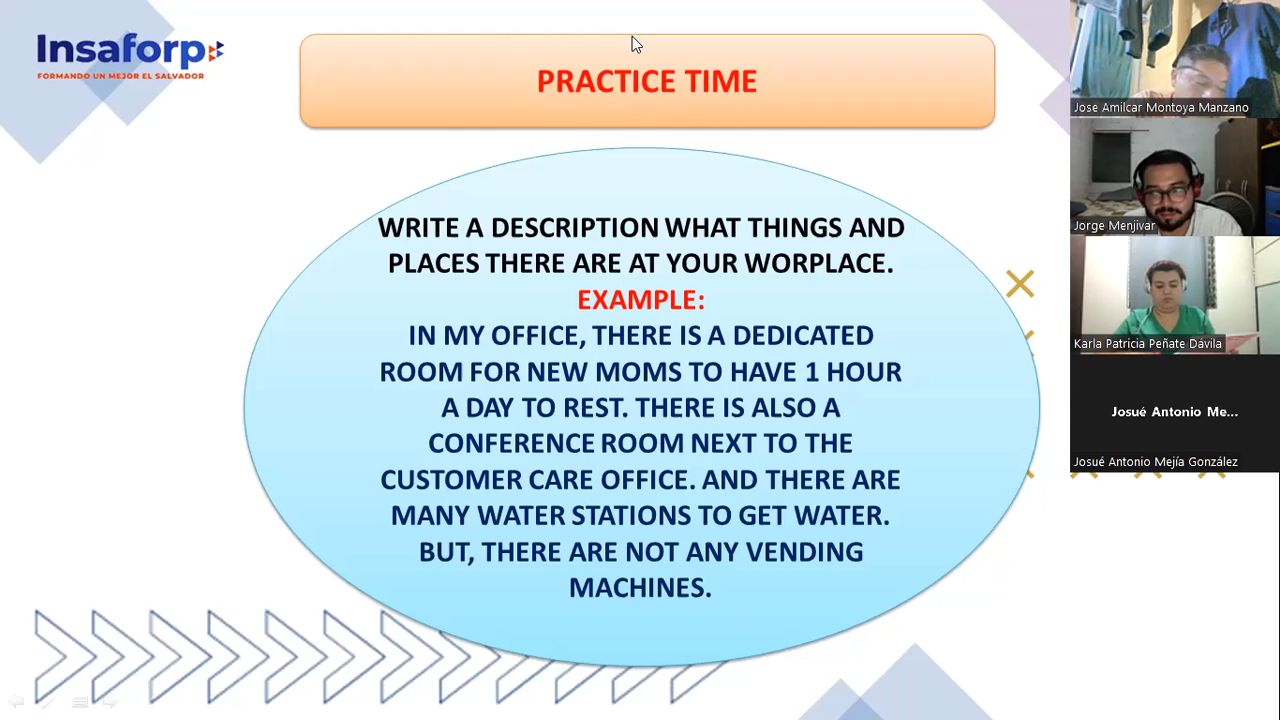 Insaforp
FORMANDO UN MEJOR EL SALVADOR
PRACTICE TIME
WRITE A DESCRIPTION WHAT THINGS AND
PLACES THERE ARE AT YOUR WORPLACE.
EXAMPLE:
IN MY OFFICE, THERE IS A DEDICATED
ROOM FOR NEW MOMS TO HAVE 1 HOUR
A DAY TO REST. THERE IS ALSO A
CONFERENCE ROOM NEXT TO THE
CUSTOMER CARE OFFICE. AND THERE ARE
MANY WATER STATIONS TO GET WATER.
BUT, THERE ARE NOT ANY VENDING
MACHINES.
Jose Amilcar Montoya Manzano
Jorge Menjivar
Karla Patricia Peñate Dávila
Josué Antonio Me...
Josué Antonio Mejía González